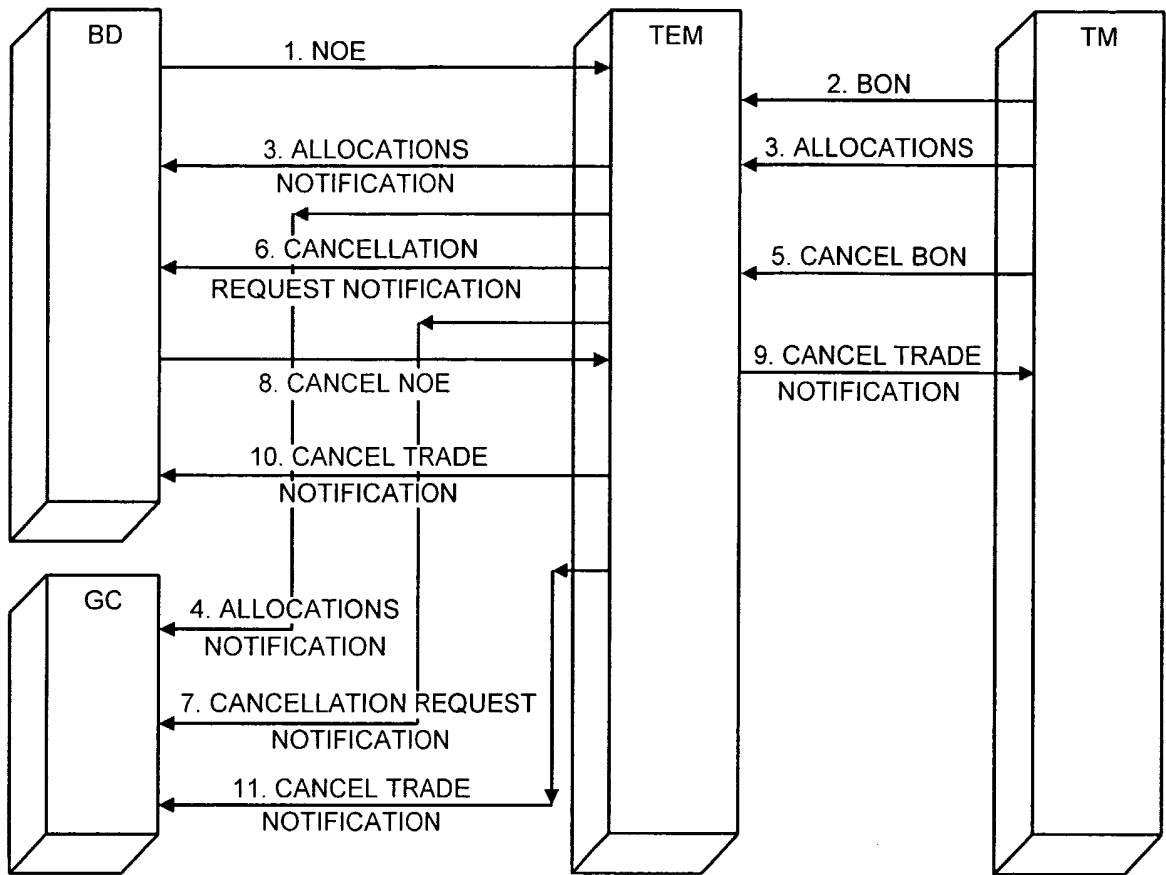 BD
TEM
TM
1. NOE
2. BON
3. ALLOCATIONS
NOTIFICATION
3. ALLOCATIONS
6. CANCELLATION
REQUEST NOTIFICATION
5. CANCEL BON
8. CANCEL NOE
9. CANCEL TRADE
NOTIFICATION
10. CANCEL TRADE
NOTIFICATION
GC
4. ALLOCATIONS
NOTIFICATION
7. CANCELLATION REQUEST
NOTIFICATION
11. CANCEL TRADE
NOTIFICATION